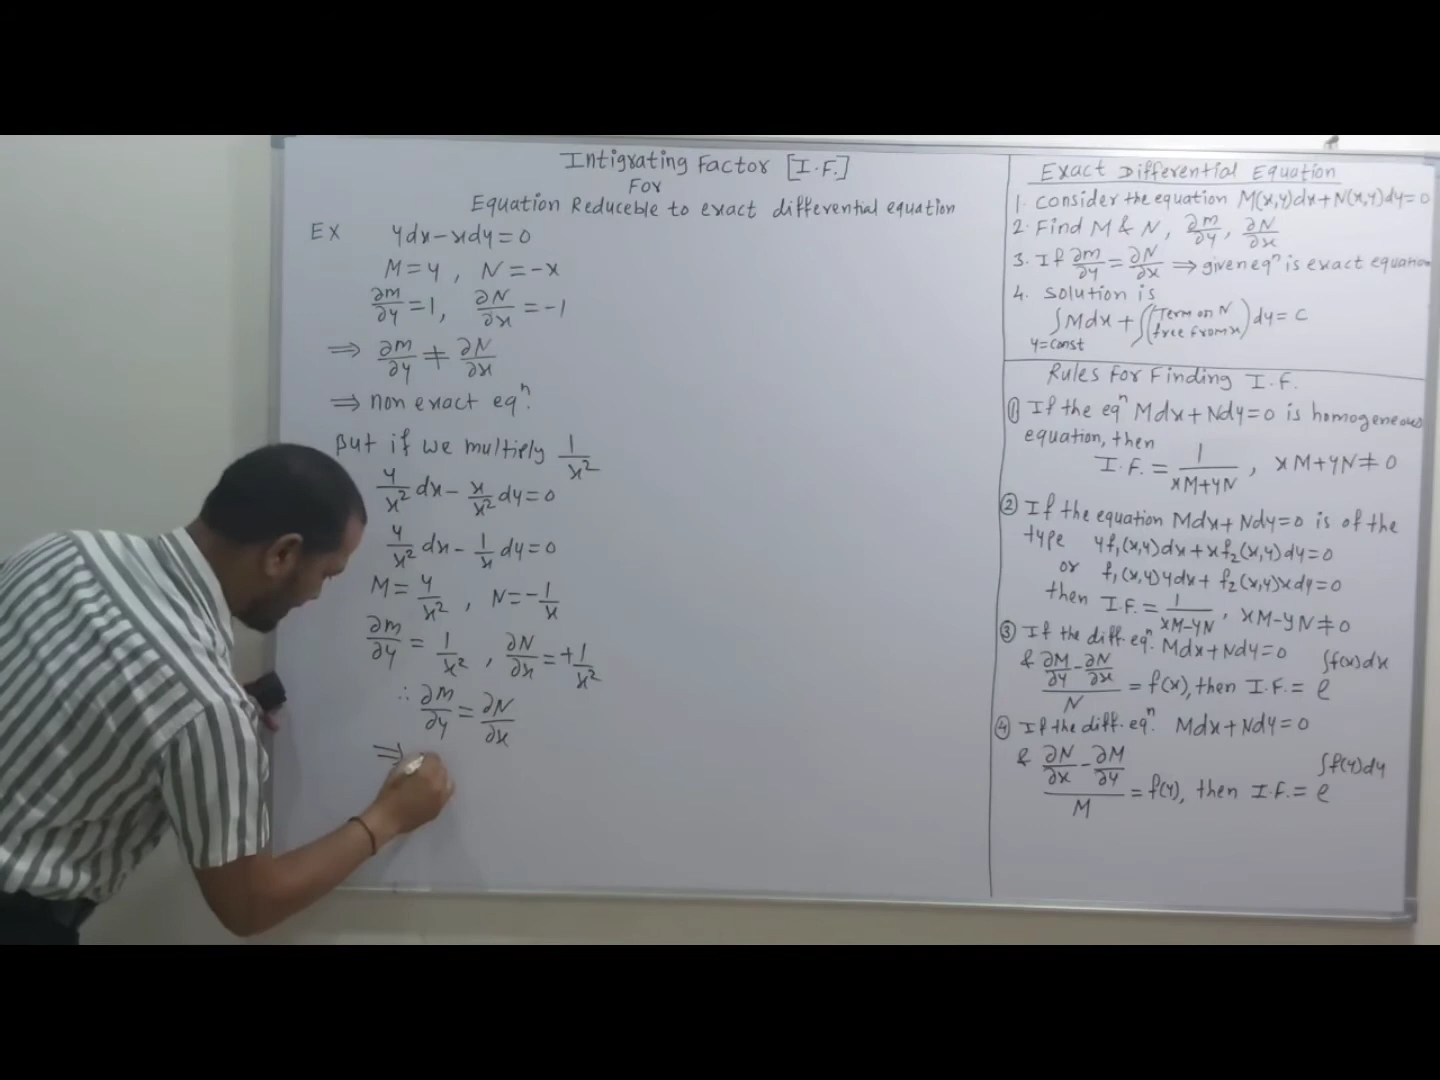 Intigrating Factor [I.F.]
For
Equation Reduceble to exact differential equation
EX ydx-xdy=0
M=y , N=-x
∂m/∂y=1, ∂N/∂x=-1
⇒ ∂m/∂y ≠ ∂N/∂x
⇒ non exact eqⁿ.
But if we multiply 1/x²
y/x² dx - x/x² dy=0
y/x² dx - 1/x dy=0
M=y/x² , N=-1/x
∂m/∂y = 1/x² , ∂N/∂x=+1/x²
∴ ∂M/∂y = ∂N/∂x
⇒
Exact Differential Equation
1. consider the equation M(x,y)dx+N(x,y)dy=0
2. Find M & N, ∂m/∂y, ∂N/∂x
3. If ∂m/∂y = ∂N/∂x ⇒ given eqⁿ is exact equation
4. Solution is
∫Mdx + ∫(Term on N free from x)dy = C
y=const
Rules For Finding I.F.
① If the eqⁿ Mdx+Ndy=0 is homogeneous
equation, then
I.F. = 1/(xM+yN), xM+yN≠0
② If the equation Mdx+Ndy=0 is of the
type yf₁(x,y)dx+xf₂(x,y)dy=0
or f₁(x,y)ydx+f₂(x,y)xdy=0
then I.F.=1/(xM-yN), xM-yN≠0
③ If the diff.eqⁿ. Mdx+Ndy=0
& (∂M/∂y - ∂N/∂x)/N = f(x), then I.F.= e^∫f(x)dx
④ If the diff.eqⁿ. Mdx+Ndy=0
& (∂N/∂x - ∂M/∂y)/M = f(y), then I.F.= e^∫f(y)dy